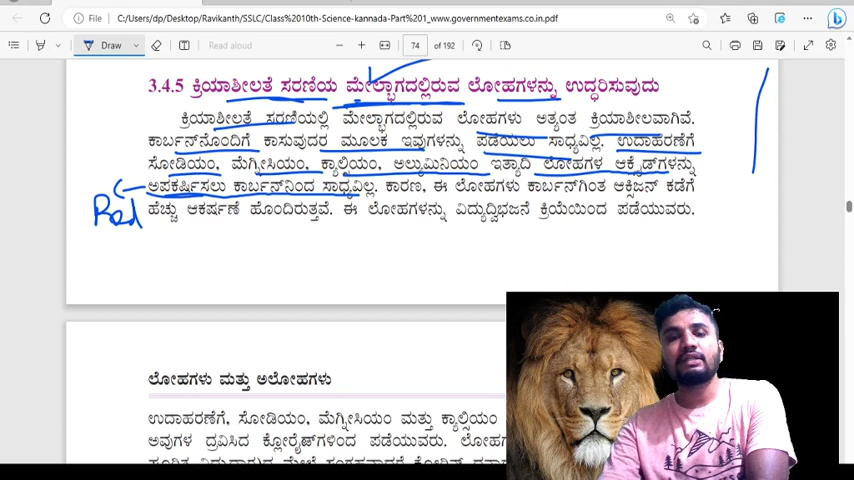 File | C:/Users/dp/Desktop/Ravikanth/SSLC/Class%2010th-Science-kannada-Part%201_www.governmentexams.co.in.pdf
Draw Read aloud 74 of 192
3.4.5 ಕ್ರಿಯಾಶೀಲತೆ ಸರಣಿಯ ಮೇಲ್ಭಾಗದಲ್ಲಿರುವ ಲೋಹಗಳನ್ನು ಉದ್ಧರಿಸುವುದು
ಕ್ರಿಯಾಶೀಲತೆ ಸರಣಿಯಲ್ಲಿ ಮೇಲ್ಭಾಗದಲ್ಲಿರುವ ಲೋಹಗಳು ಅತ್ಯಂತ ಕ್ರಿಯಾಶೀಲವಾಗಿವೆ.
ಕಾರ್ಬನ್‌ನೊಂದಿಗೆ ಕಾಸುವುದರ ಮೂಲಕ ಇವುಗಳನ್ನು ಪಡೆಯಲು ಸಾಧ್ಯವಿಲ್ಲ. ಉದಾಹರಣೆಗೆ
ಸೋಡಿಯಂ, ಮೆಗ್ನೀಸಿಯಂ, ಕ್ಯಾಲ್ಸಿಯಂ, ಅಲ್ಯುಮಿನಿಯಂ ಇತ್ಯಾದಿ ಲೋಹಗಳ ಆಕ್ಸೈಡ್‌ಗಳನ್ನು
ಅಪಕರ್ಷಿಸಲು ಕಾರ್ಬನ್‌ನಿಂದ ಸಾಧ್ಯವಿಲ್ಲ. ಕಾರಣ, ಈ ಲೋಹಗಳು ಕಾರ್ಬನ್‌ಗಿಂತ ಆಕ್ಸಿಜನ್ ಕಡೆಗೆ
Red ಹೆಚ್ಚು ಆಕರ್ಷಣೆ ಹೊಂದಿರುತ್ತವೆ. ಈ ಲೋಹಗಳನ್ನು ವಿದ್ಯುದ್ವಿಭಜನೆ ಕ್ರಿಯೆಯಿಂದ ಪಡೆಯುವರು.
ಲೋಹಗಳು ಮತ್ತು ಅಲೋಹಗಳು
ಉದಾಹರಣೆಗೆ, ಸೋಡಿಯಂ, ಮೆಗ್ನೀಸಿಯಂ ಮತ್ತು ಕ್ಯಾಲ್ಸಿಯಂ
ಅವುಗಳ ದ್ರವಿಸಿದ ಕ್ಲೋರೈಡ್‌ಗಳಿಂದ ಪಡೆಯುವರು.